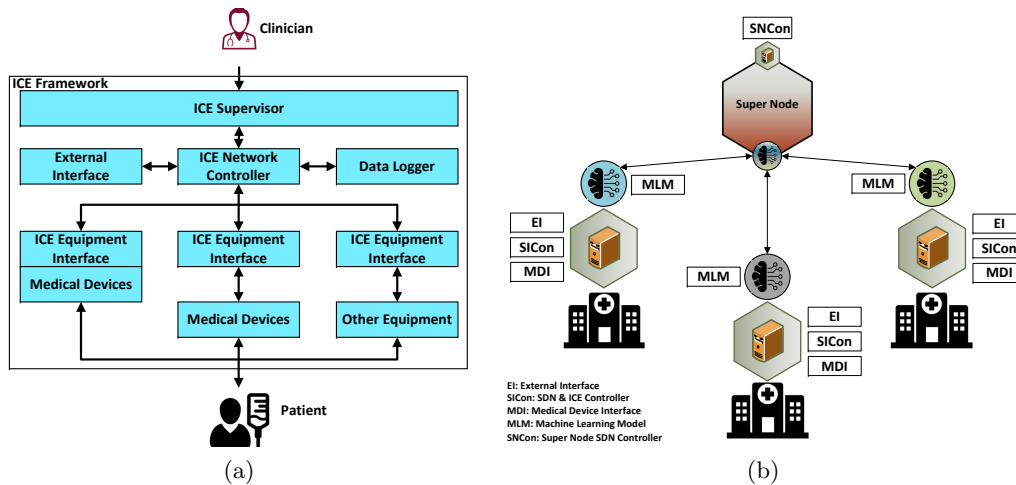 Clinician
ICE Framework
ICE Supervisor
External
Interface
ICE Network
Controller
Data Logger
ICE Equipment
Interface
Medical Devices
ICE Equipment
Interface
Medical Devices
ICE Equipment
Interface
Other Equipment
Patient
(a)
SNCon
Super Node
MLM
EI
SICon
MDI
MLM
EI
SICon
MDI
MLM
EI
SICon
MDI
EI: External Interface
SICon: SDN & ICE Controller
MDI: Medical Device Interface
MLM: Machine Learning Model
SNCon: Super Node SDN Controller
(b)